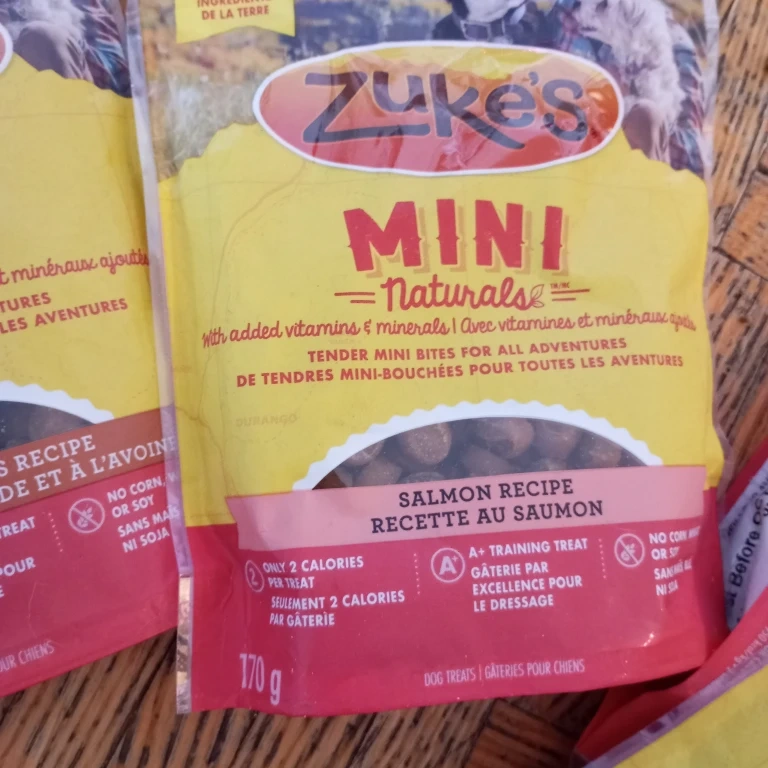 DE LA TERRE
ZUKe'S
MINI
Naturals
With added vitamins & minerals | Avec vitamines et minéraux ajoutés
TENDER MINI BITES FOR ALL ADVENTURES
DE TENDRES MINI-BOUCHÉES POUR TOUTES LES AVENTURES
DURANGO
SALMON RECIPE
RECETTE AU SAUMON
2 ONLY 2 CALORIES
PER TREAT
SEULEMENT 2 CALORIES
PAR GÂTERIE
A+ A+ TRAINING TREAT
GÂTERIE PAR
EXCELLENCE POUR
LE DRESSAGE
NO CORN
OR SOY
NI SOJA
170 g
DOG TREATS | GÂTERIES POUR CHIENS
minéraux ajoutés
TURES
LES AVENTURES
S RECIPE
DE ET À L'AVOINE
TREAT
POUR
NO CORN,
OR SOY
SANS MAÏS
NI SOJA
UR CHIENS
Before